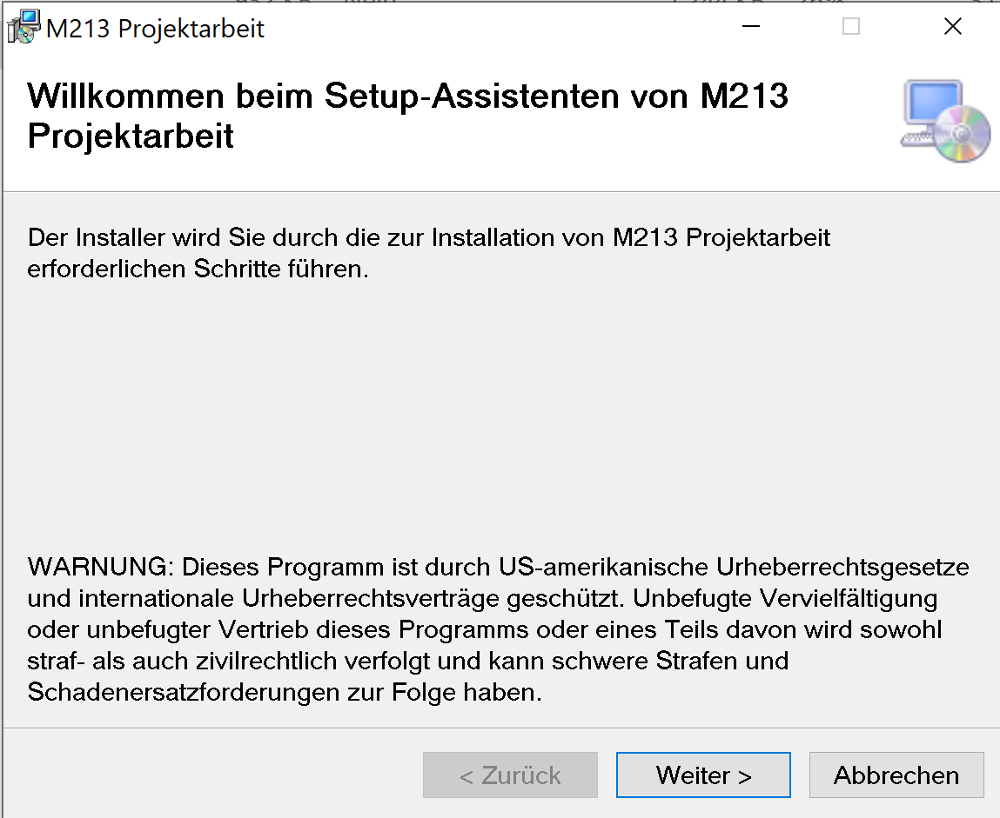 M213 Projektarbeit
Willkommen beim Setup-Assistenten von M213
Projektarbeit
Der Installer wird Sie durch die zur Installation von M213 Projektarbeit
erforderlichen Schritte führen.
WARNUNG: Dieses Programm ist durch US-amerikanische Urheberrechtsgesetze
und internationale Urheberrechtsverträge geschützt. Unbefugte Vervielfältigung
oder unbefugter Vertrieb dieses Programms oder eines Teils davon wird sowohl
straf- als auch zivilrechtlich verfolgt und kann schwere Strafen und
Schadenersatzforderungen zur Folge haben.
< Zurück Weiter > Abbrechen